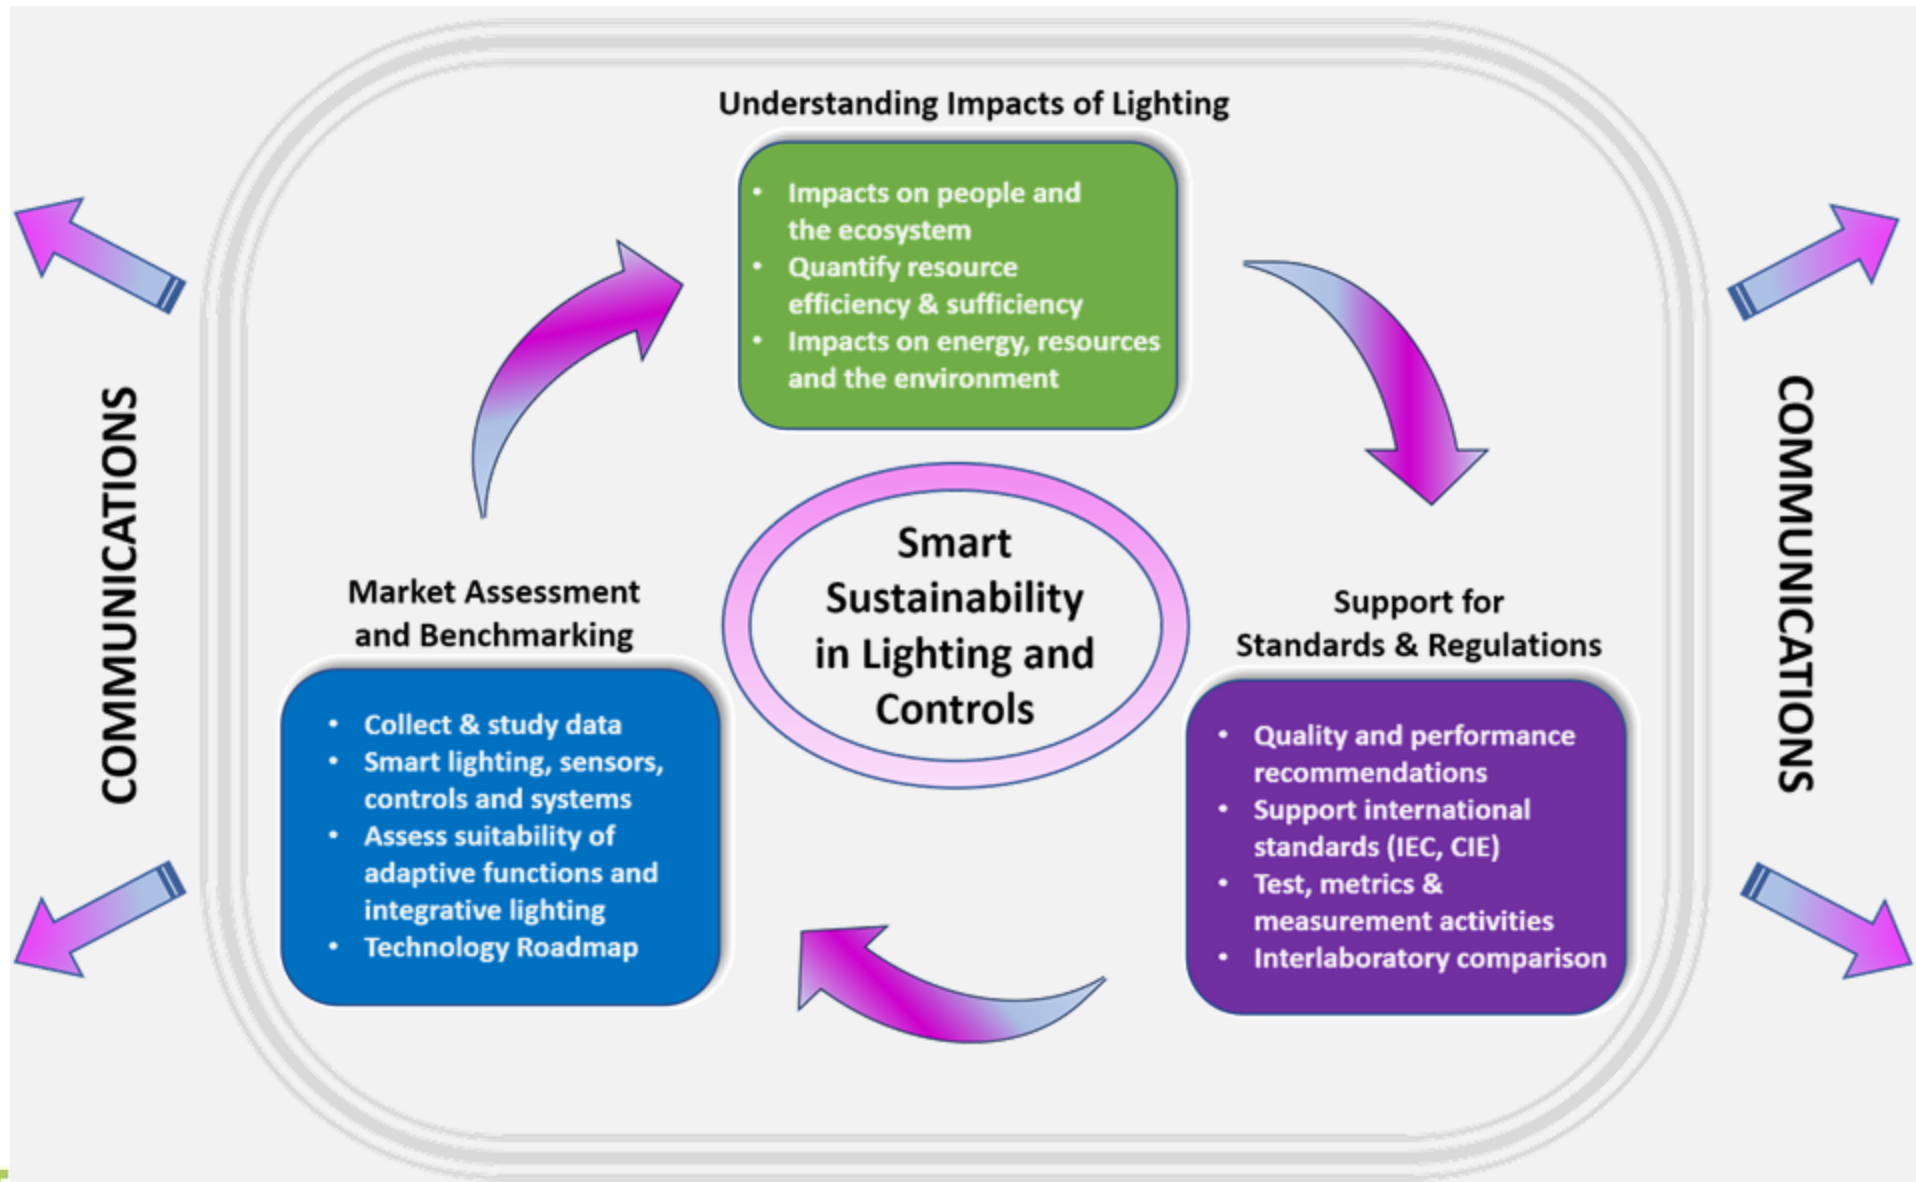 Understanding Impacts of Lighting
• Impacts on people and
the ecosystem
• Quantify resource
efficiency & sufficiency
• Impacts on energy, resources
and the environment
COMMUNICATIONS
Smart
Sustainability
in Lighting and
Controls
COMMUNICATIONS
Market Assessment
and Benchmarking
• Collect & study data
• Smart lighting, sensors,
controls and systems
• Assess suitability of
adaptive functions and
integrative lighting
• Technology Roadmap
Support for
Standards & Regulations
• Quality and performance
recommendations
• Support international
standards (IEC, CIE)
• Test, metrics &
measurement activities
• Interlaboratory comparison